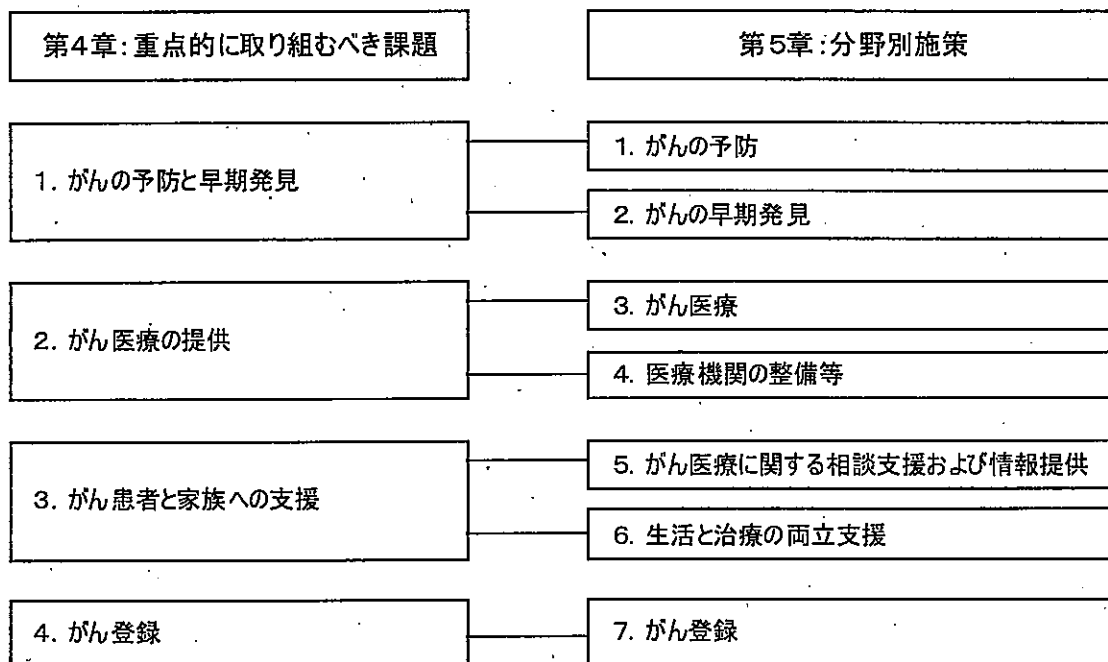 第4章：重点的に取り組むべき課題
第5章：分野別施策
1. がんの予防と早期発見
1. がんの予防
2. がんの早期発見
2. がん医療の提供
3. がん医療
4. 医療機関の整備等
3. がん患者と家族への支援
5. がん医療に関する相談支援および情報提供
6. 生活と治療の両立支援
4. がん登録
7. がん登録